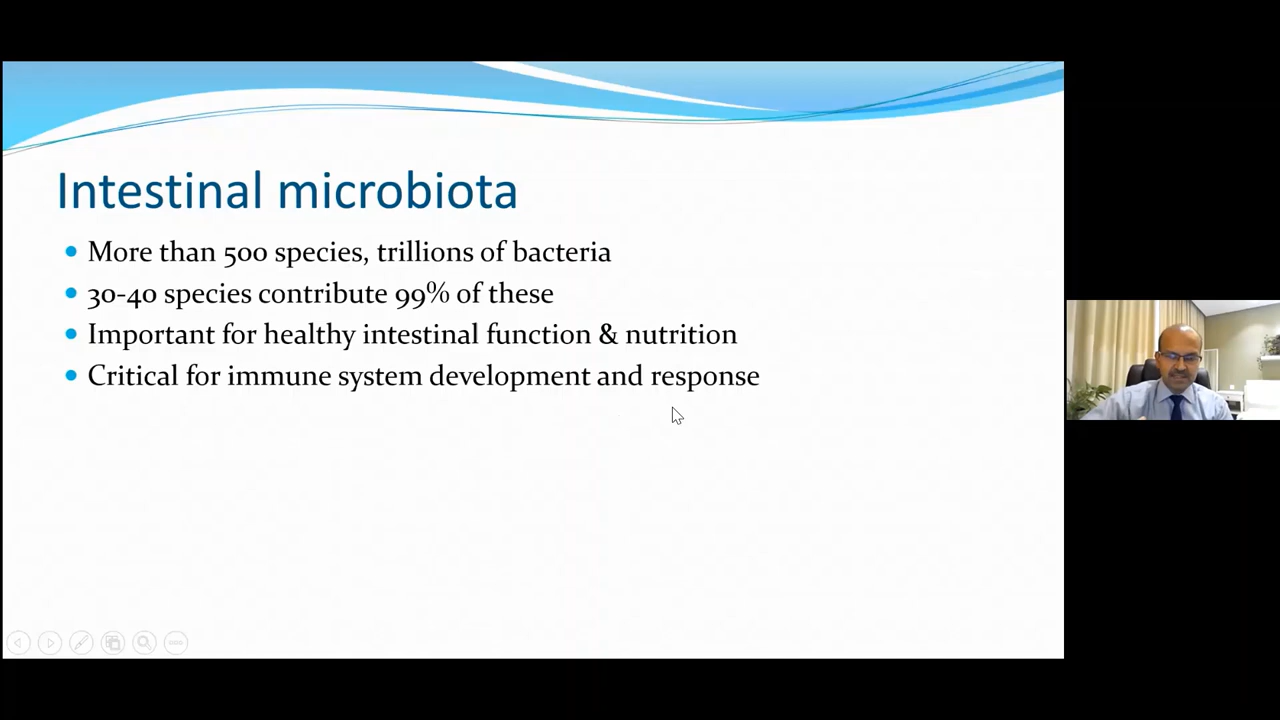 Intestinal microbiota
More than 500 species, trillions of bacteria
30-40 species contribute 99% of these
Important for healthy intestinal function & nutrition
Critical for immune system development and response